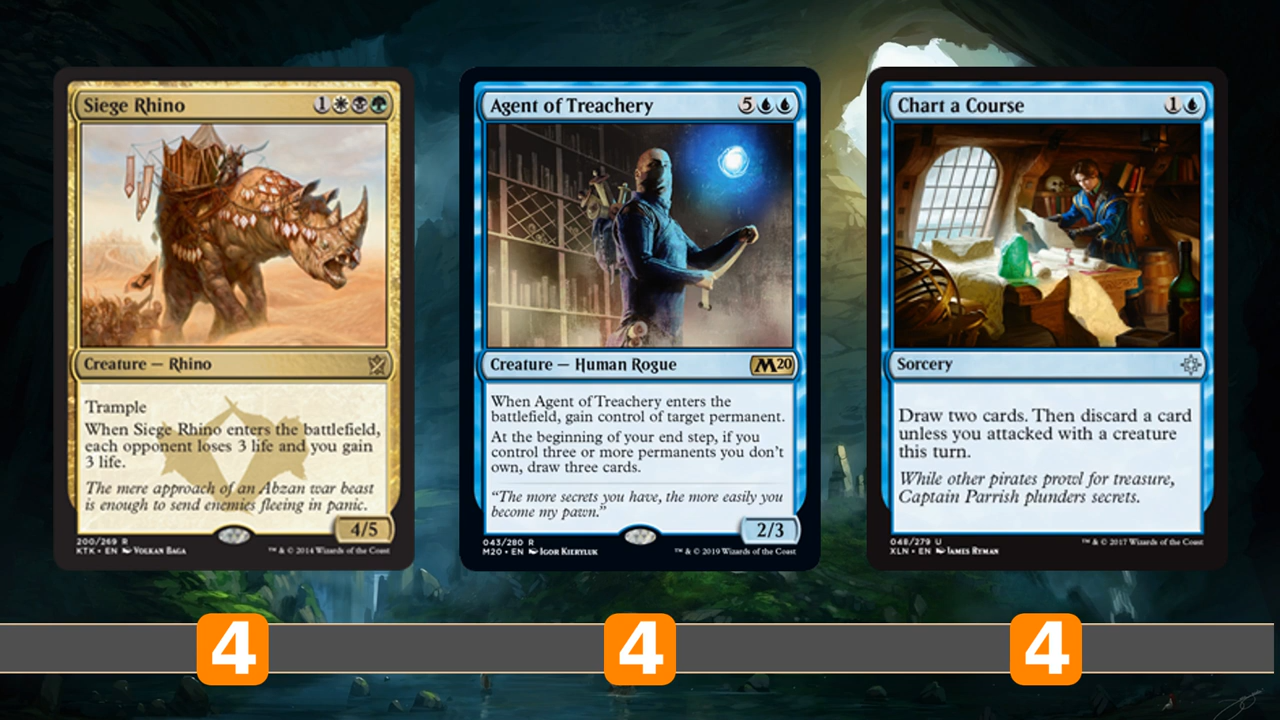 Siege Rhino 1
Creature — Rhino
Trample
When Siege Rhino enters the battlefield,
each opponent loses 3 life and you gain
3 life.
The mere approach of an Abzan war beast
is enough to send enemies fleeing in panic.
4/5
200/269 R
KTK • EN VOLKAN BAGA
™ & © 2014 Wizards of the Coast
4
Agent of Treachery 5
Creature — Human Rogue M20
When Agent of Treachery enters the
battlefield, gain control of target permanent.
At the beginning of your end step, if you
control three or more permanents you don't
own, draw three cards.
“The more secrets you have, the more easily you
become my pawn.”
2/3
043/280 R
M20 • EN IGOR KIERYLUK
™ & © 2019 Wizards of the Coast
4
Chart a Course 1
Sorcery
Draw two cards. Then discard a card
unless you attacked with a creature
this turn.
While other pirates prowl for treasure,
Captain Parrish plunders secrets.
048/279 U
XLN • EN JAMES RYMAN
™ & © 2017 Wizards of the Coast
4